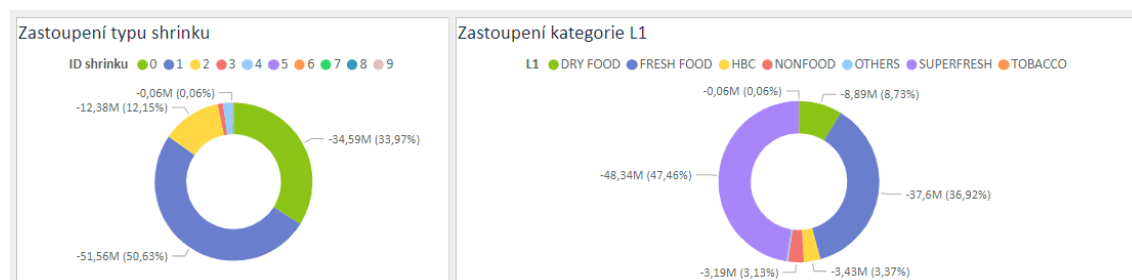 Zastoupení typu shrinku
ID shrinku 0 1 2 3 4 5 6 7 8 9
-0,06M (0,06%)
-12,38M (12,15%)
-34,59M (33,97%)
-51,56M (50,63%)
Zastoupení kategorie L1
L1 DRY FOOD FRESH FOOD HBC NONFOOD OTHERS SUPERFRESH TOBACCO
-0,06M (0,06%)
-8,89M (8,73%)
-48,34M (47,46%)
-37,6M (36,92%)
-3,19M (3,13%)
-3,43M (3,37%)